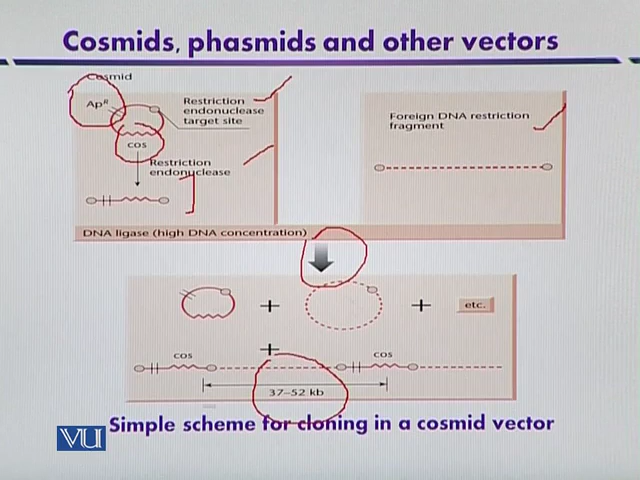 Cosmids, phasmids and other vectors
Cosmid
Apᴿ
Restriction
endonuclease
target site
cos
Restriction
endonuclease
Foreign DNA restriction
fragment
DNA ligase (high DNA concentration)
+
+
etc.
+
cos
cos
37–52 kb
Simple scheme for cloning in a cosmid vector
VU